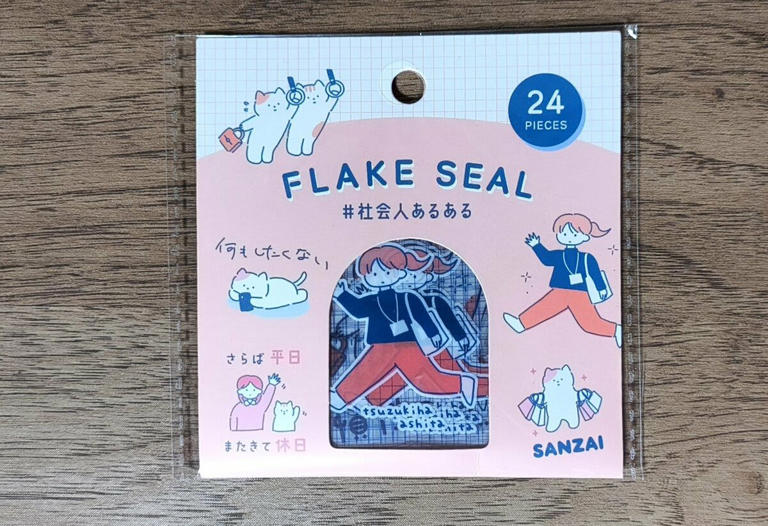 24
PIECES
FLAKE SEAL
#社会人あるある
何もしたくない
さらば 平日
またきて 休日
tsuzukiha
ashita
SANZAI